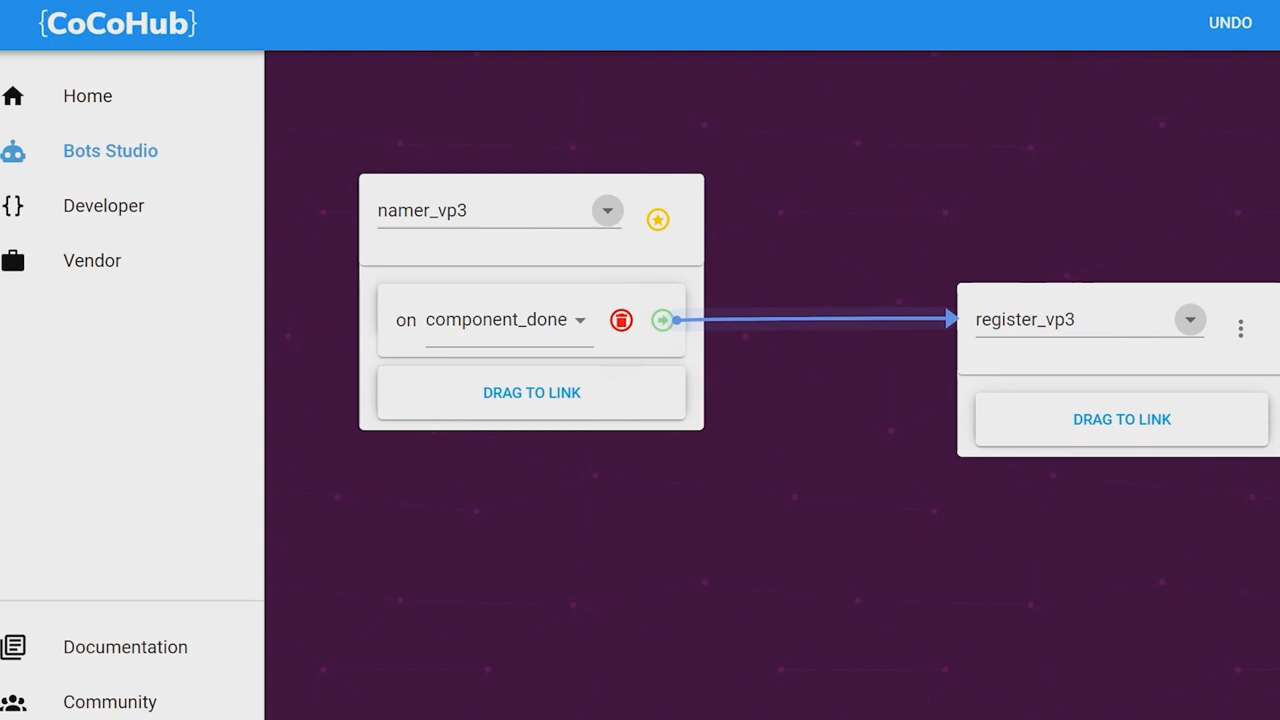 {CoCoHub}
UNDO
Home
Bots Studio
Developer
Vendor
Documentation
Community
namer_vp3
on component_done
DRAG TO LINK
register_vp3
DRAG TO LINK